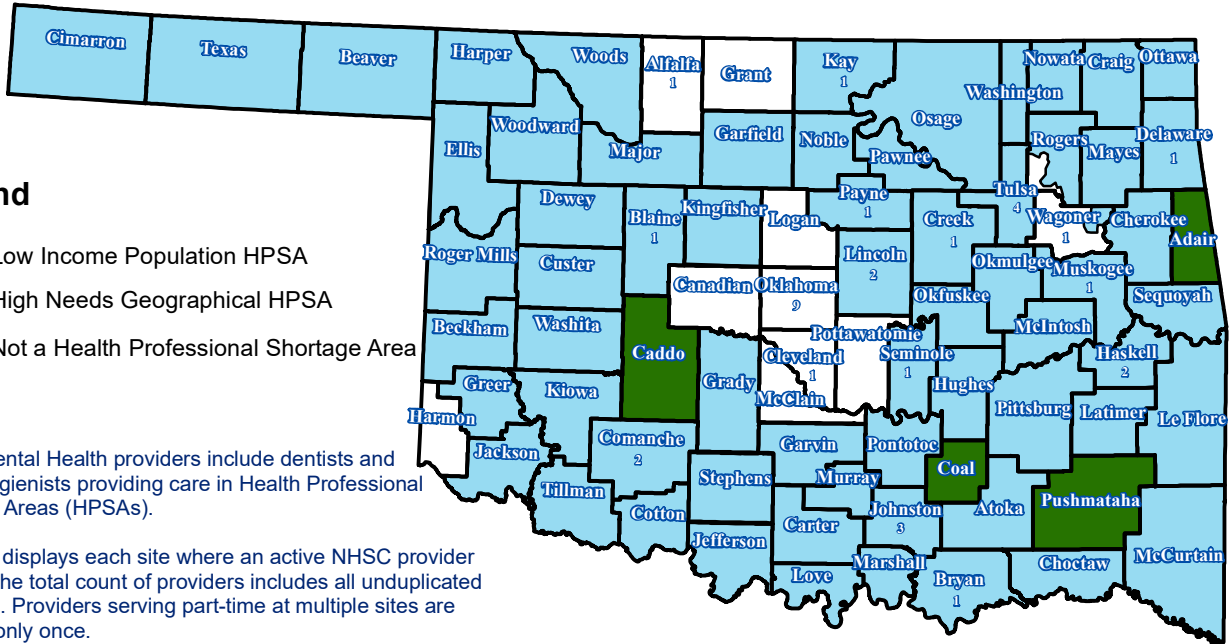 Cimarron
Texas
Beaver
Harper
Woods
Alfalfa
1
Grant
Kay
1
Nowata
Craig
Ottawa
Washington
Osage
Woodward
Ellis
Major
Garfield
Noble
Pawnee
Rogers
Mayes
Delaware
1
nd
Dewey
Blaine
1
Kingfisher
Logan
Payne
1
Creek
1
Tulsa
4
Wagoner
1
Cherokee
Adair
Low Income Population HPSA
Roger Mills
Custer
Canadian
Oklahoma
9
Lincoln
2
Okmulgee
Muskogee
1
Sequoyah
High Needs Geographical HPSA
Okfuskee
McIntosh
Not a Health Professional Shortage Area
Beckham
Washita
Caddo
Pottawatomie
Cleveland
1
Seminole
1
Haskell
2
Greer
Kiowa
Grady
McClain
Hughes
Pittsburg
Latimer
Le Flore
Harmon
Jackson
Comanche
2
Garvin
Pontotoc
Coal
ental Health providers include dentists and
gienists providing care in Health Professional
Areas (HPSAs).
Tillman
Cotton
Stephens
Murray
Johnston
3
Atoka
Pushmataha
Jefferson
Carter
Love
Marshall
Bryan
1
Choctaw
McCurtain
displays each site where an active NHSC provider
he total count of providers includes all unduplicated
. Providers serving part-time at multiple sites are
only once.